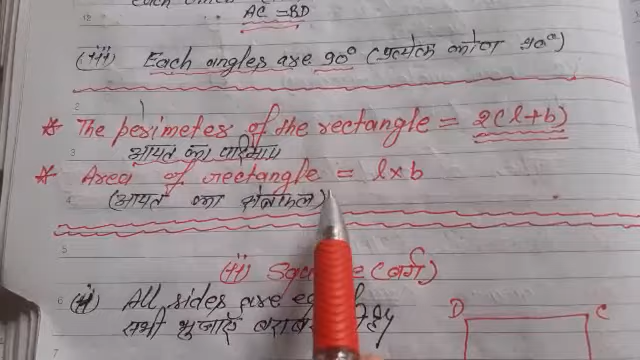 AC = BD
(iii) Each angles are 90° (प्रत्येक कोण 90°)
* The perimeter of the rectangle = 2(l+b)
आयत का परिमाप
* Area of rectangle = l×b
(आयत का क्षेत्रफल)
(ii) Square (वर्ग)
(i) All sides are
सभी भुजाएँ
D C